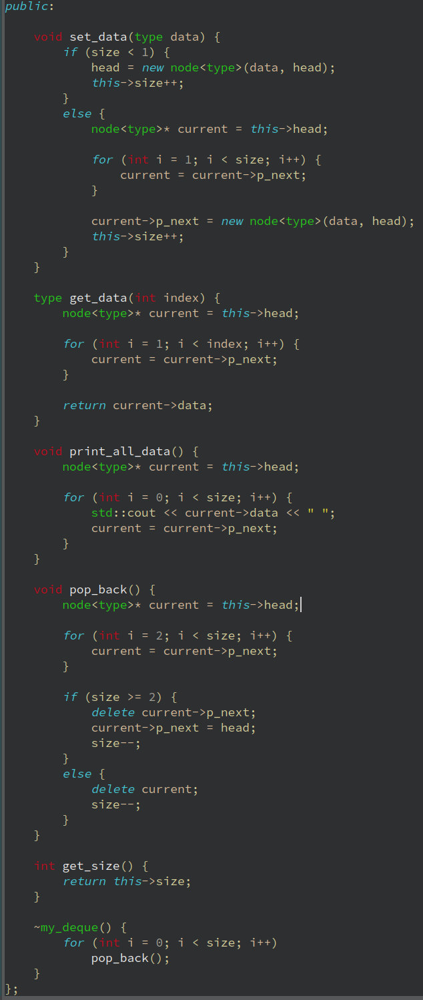 public:
void set_data(type data) {
if (size < 1) {
head = new node<type>(data, head);
this->size++;
}
else {
node<type>* current = this->head;
for (int i = 1; i < size; i++) {
current = current->p_next;
}
current->p_next = new node<type>(data, head);
this->size++;
}
}
type get_data(int index) {
node<type>* current = this->head;
for (int i = 1; i < index; i++) {
current = current->p_next;
}
return current->data;
}
void print_all_data() {
node<type>* current = this->head;
for (int i = 0; i < size; i++) {
std::cout << current->data << " ";
current = current->p_next;
}
}
void pop_back() {
node<type>* current = this->head;
for (int i = 2; i < size; i++) {
current = current->p_next;
}
if (size >= 2) {
delete current->p_next;
current->p_next = head;
size--;
}
else {
delete current;
size--;
}
}
int get_size() {
return this->size;
}
~my_deque() {
for (int i = 0; i < size; i++)
pop_back();
}
};